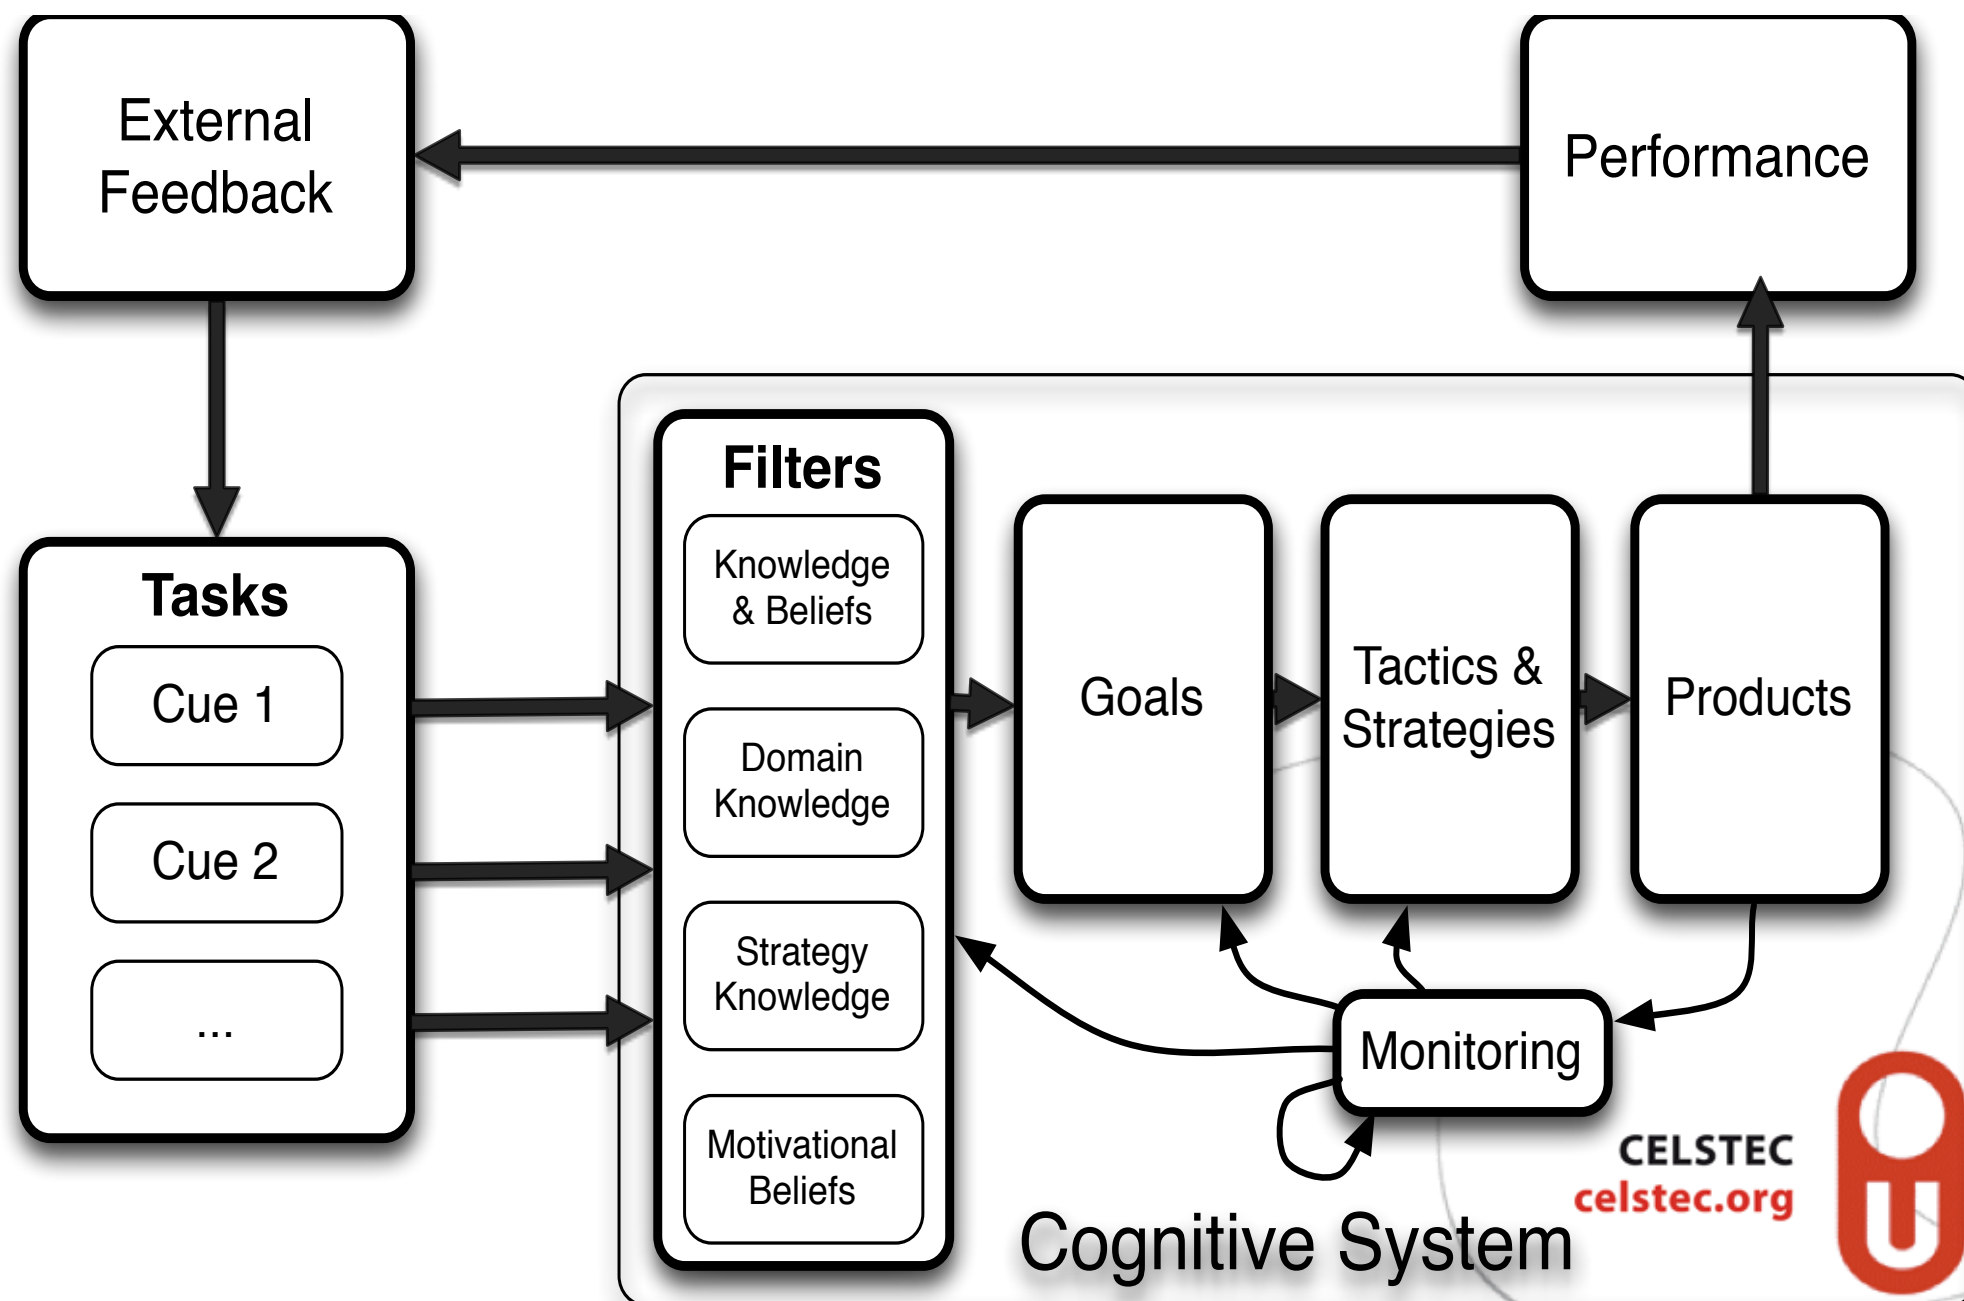 External
Feedback
Performance
Tasks
Cue 1
Cue 2
...
Filters
Knowledge
& Beliefs
Domain
Knowledge
Strategy
Knowledge
Motivational
Beliefs
Goals
Tactics &
Strategies
Products
Monitoring
Cognitive System
CELSTEC
celstec.org
U